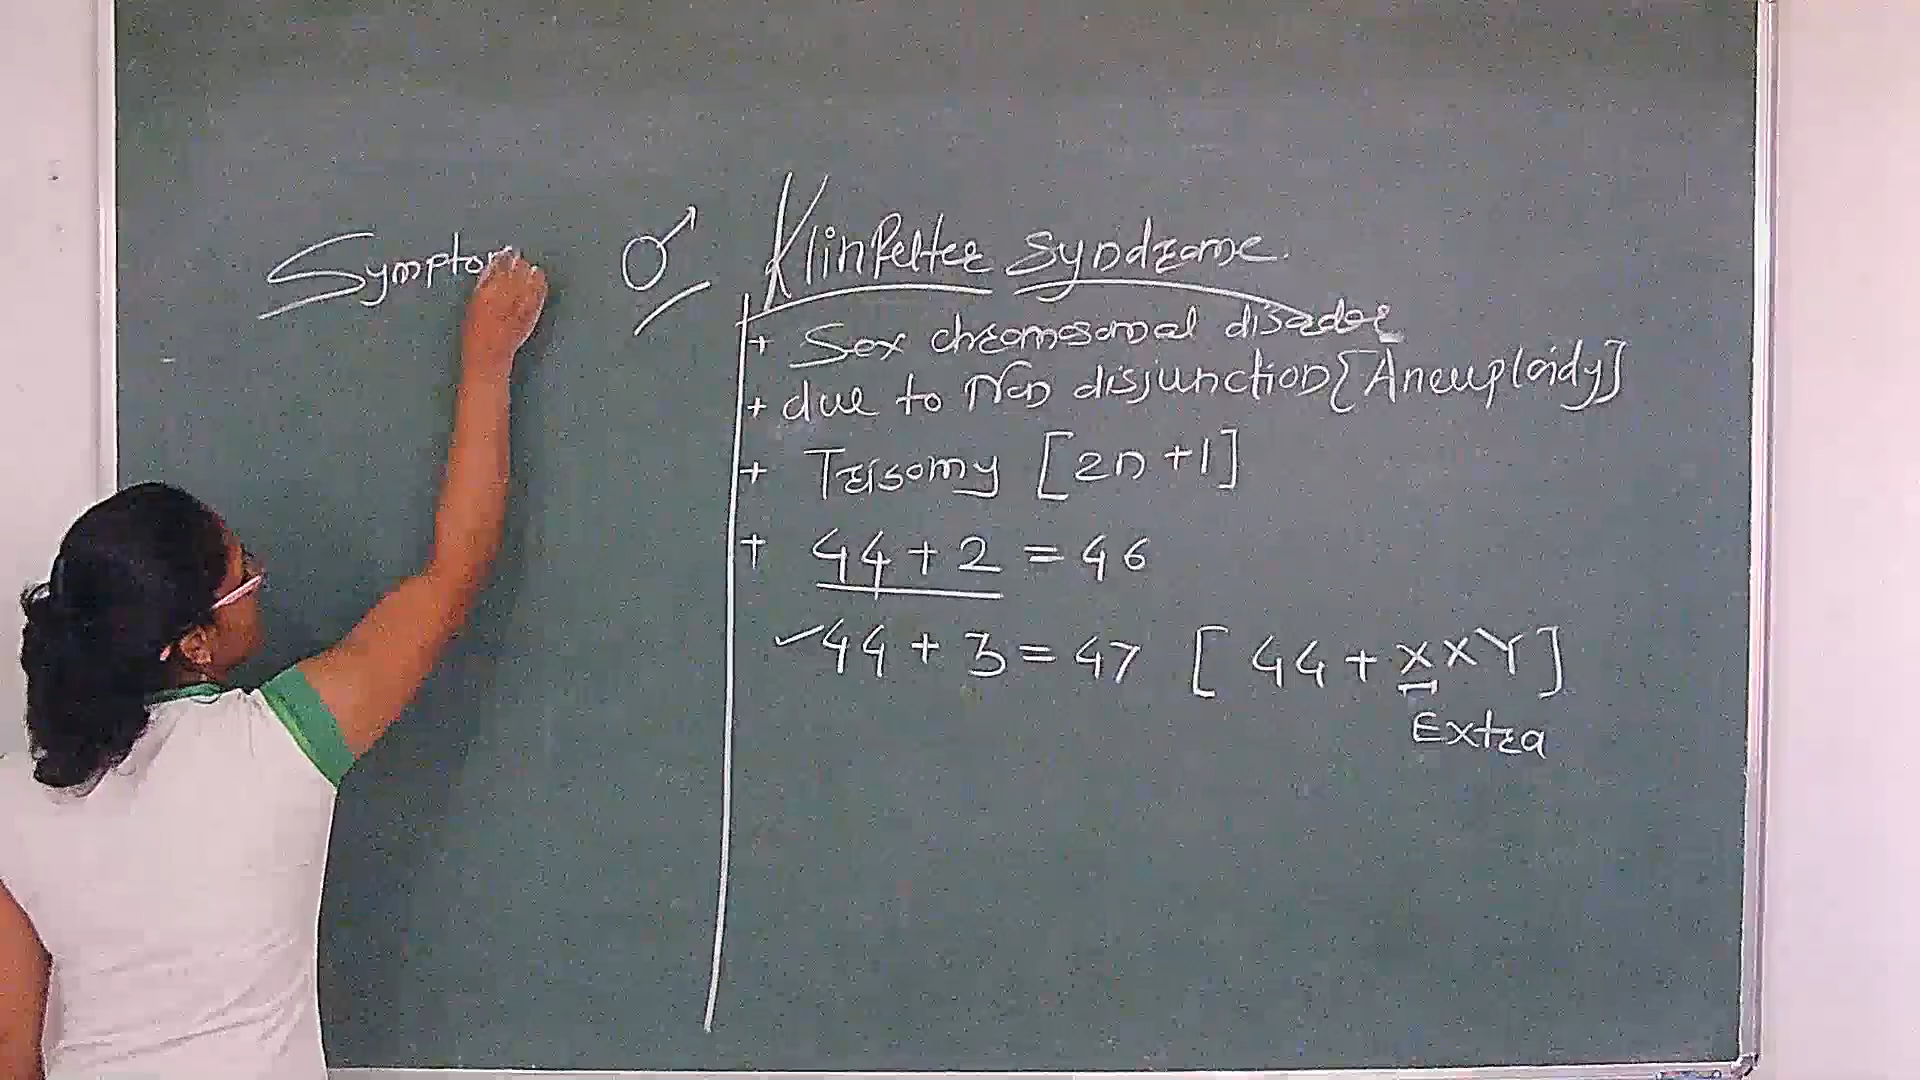 Symptom
♂ Klinfelter Syndrome.
+ Sex chromosomal disorder
+ due to Non disjunction [Aneuploidy]
+ Trisomy [2n+1]
+ 44+2=46
✓44+3=47 [44+XXY]
Extra